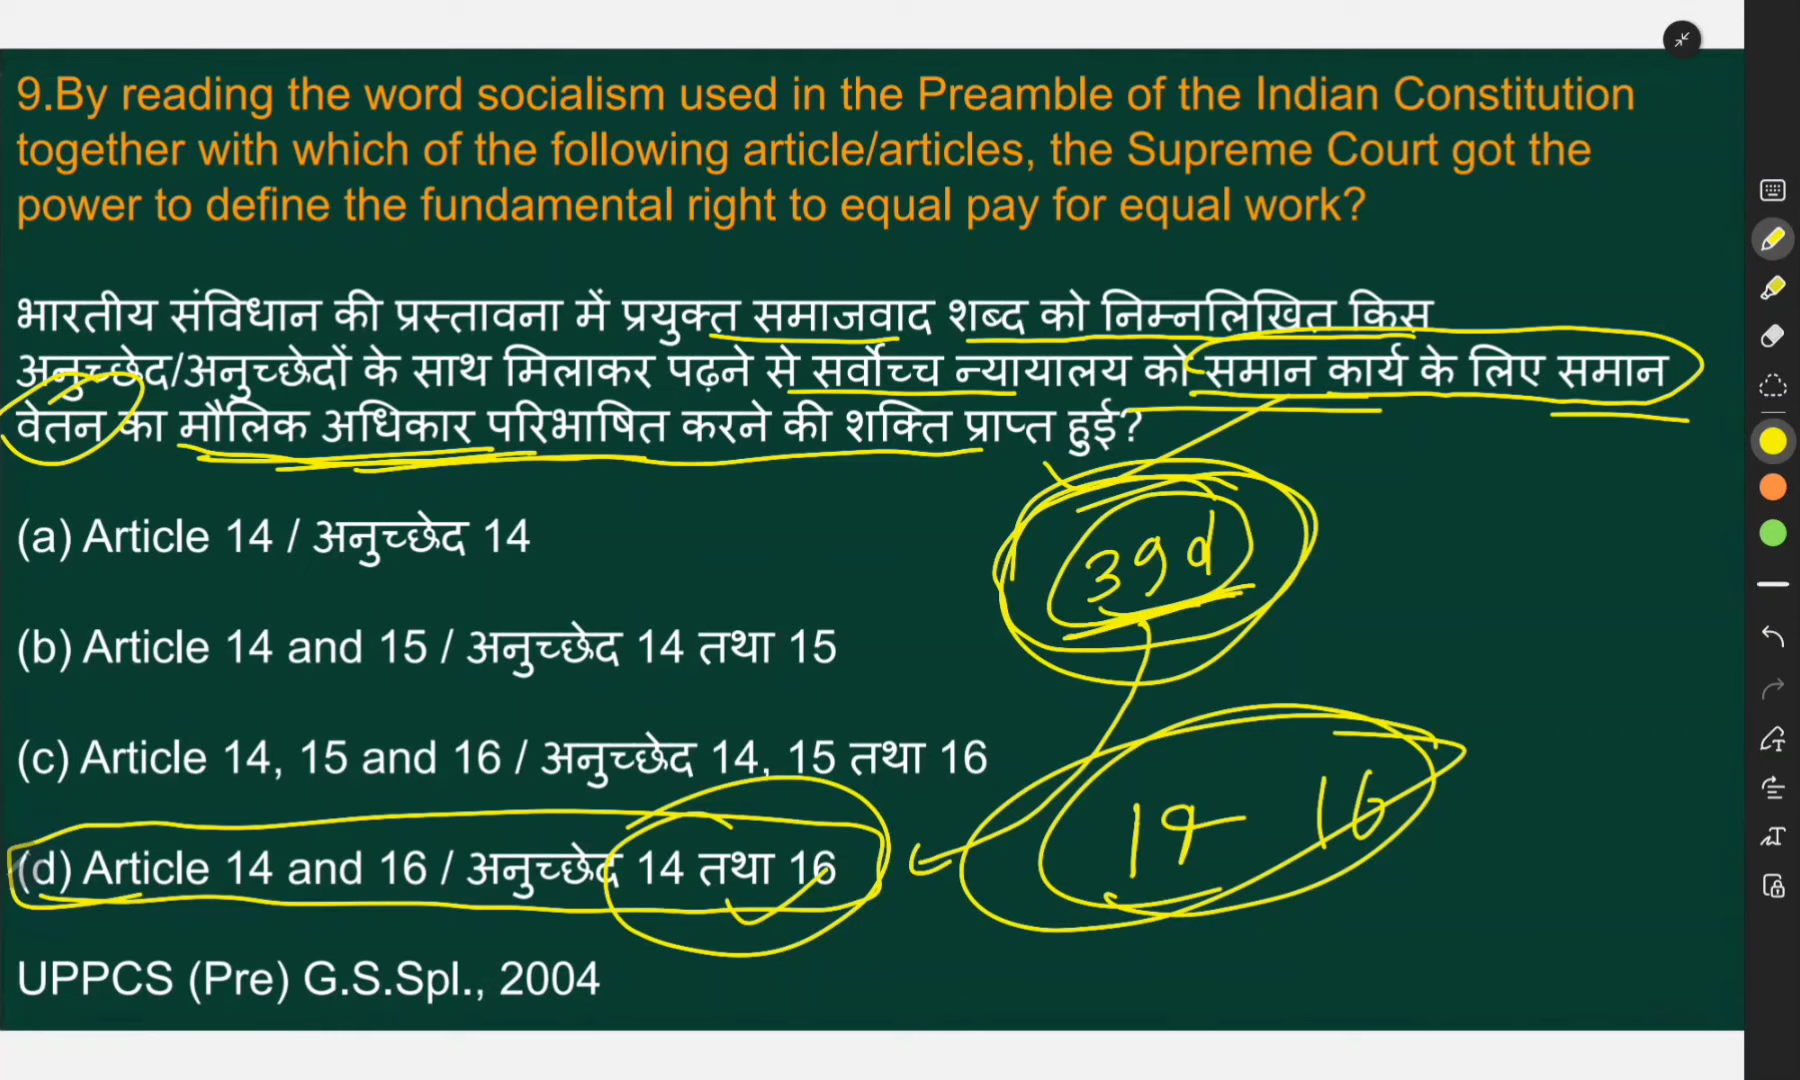 9.By reading the word socialism used in the Preamble of the Indian Constitution
together with which of the following article/articles, the Supreme Court got the
power to define the fundamental right to equal pay for equal work?
भारतीय संविधान की प्रस्तावना में प्रयुक्त समाजवाद शब्द को निम्नलिखित किस
अनुच्छेद/अनुच्छेदों के साथ मिलाकर पढ़ने से सर्वोच्च न्यायालय को समान कार्य के लिए समान
वेतन का मौलिक अधिकार परिभाषित करने की शक्ति प्राप्त हुई?
(a) Article 14 / अनुच्छेद 14
39d
(b) Article 14 and 15 / अनुच्छेद 14 तथा 15
(c) Article 14, 15 and 16 / अनुच्छेद 14, 15 तथा 16
14 16
(d) Article 14 and 16 / अनुच्छेद 14 तथा 16
UPPCS (Pre) G.S.Spl., 2004